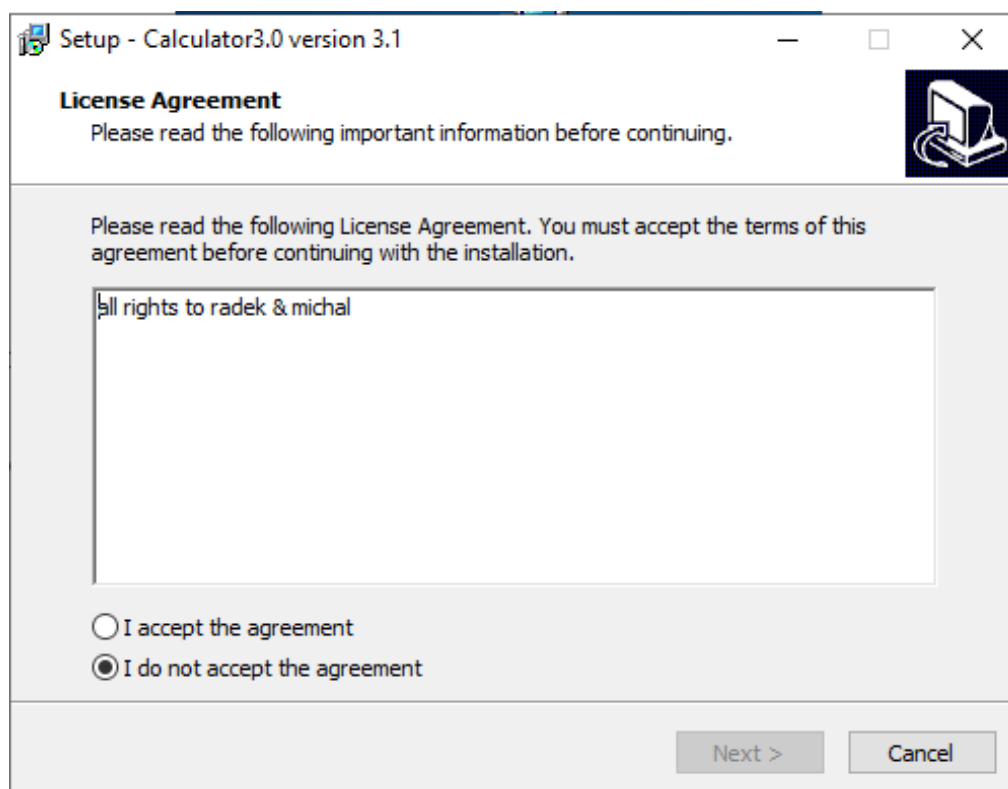 Setup - Calculator3.0 version 3.1
License Agreement
Please read the following important information before continuing.
Please read the following License Agreement. You must accept the terms of this
agreement before continuing with the installation.
all rights to radek & michal
I accept the agreement
I do not accept the agreement
Next >
Cancel